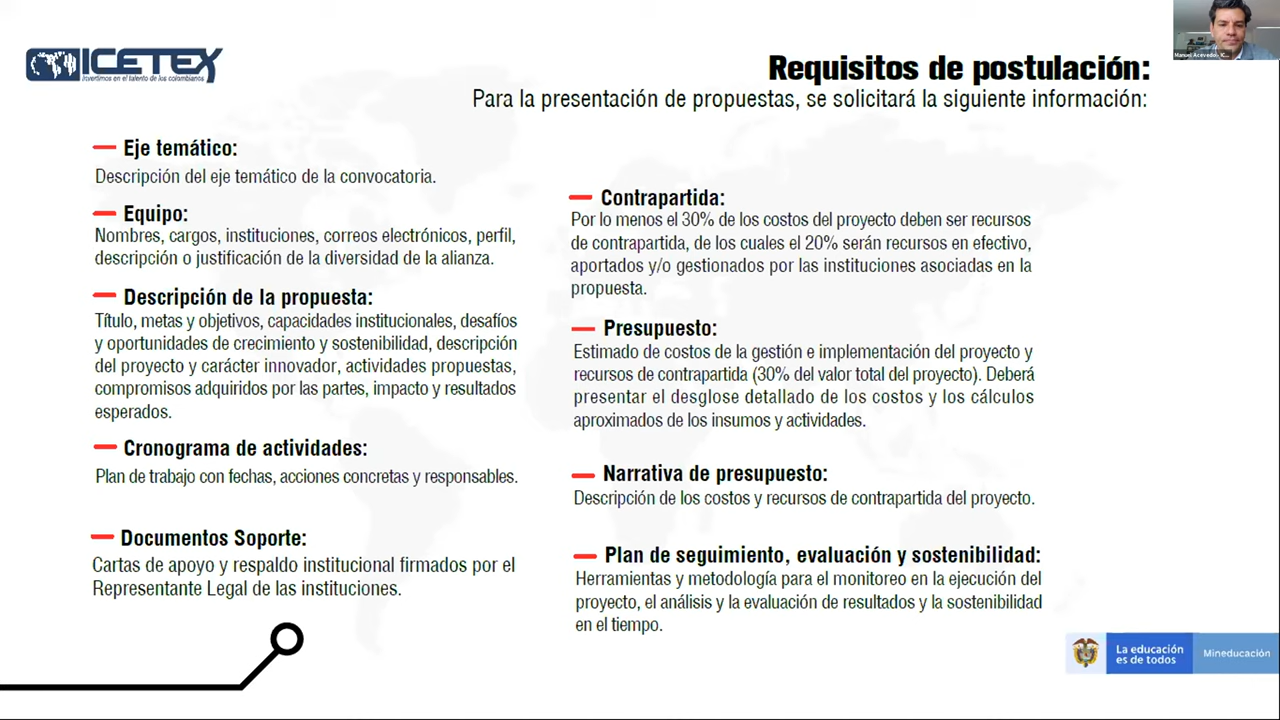 ICETEX
Invertimos en el talento de los colombianos
Requisitos de postulación:
Para la presentación de propuestas, se solicitará la siguiente información:
Eje temático:
Descripción del eje temático de la convocatoria.
Equipo:
Nombres, cargos, instituciones, correos electrónicos, perfil,
descripción o justificación de la diversidad de la alianza.
Descripción de la propuesta:
Título, metas y objetivos, capacidades institucionales, desafíos
y oportunidades de crecimiento y sostenibilidad, descripción
del proyecto y carácter innovador, actividades propuestas,
compromisos adquiridos por las partes, impacto y resultados
esperados.
Cronograma de actividades:
Plan de trabajo con fechas, acciones concretas y responsables.
Documentos Soporte:
Cartas de apoyo y respaldo institucional firmados por el
Representante Legal de las instituciones.
Contrapartida:
Por lo menos el 30% de los costos del proyecto deben ser recursos
de contrapartida, de los cuales el 20% serán recursos en efectivo,
aportados y/o gestionados por las instituciones asociadas en la
propuesta.
Presupuesto:
Estimado de costos de la gestión e implementación del proyecto y
recursos de contrapartida (30% del valor total del proyecto). Deberá
presentar el desglose detallado de los costos y los cálculos
aproximados de los insumos y actividades.
Narrativa de presupuesto:
Descripción de los costos y recursos de contrapartida del proyecto.
Plan de seguimiento, evaluación y sostenibilidad:
Herramientas y metodología para el monitoreo en la ejecución del
proyecto, el análisis y la evaluación de resultados y la sostenibilidad
en el tiempo.
Manuel Acevedo
La educación
es de todos
Mineducación